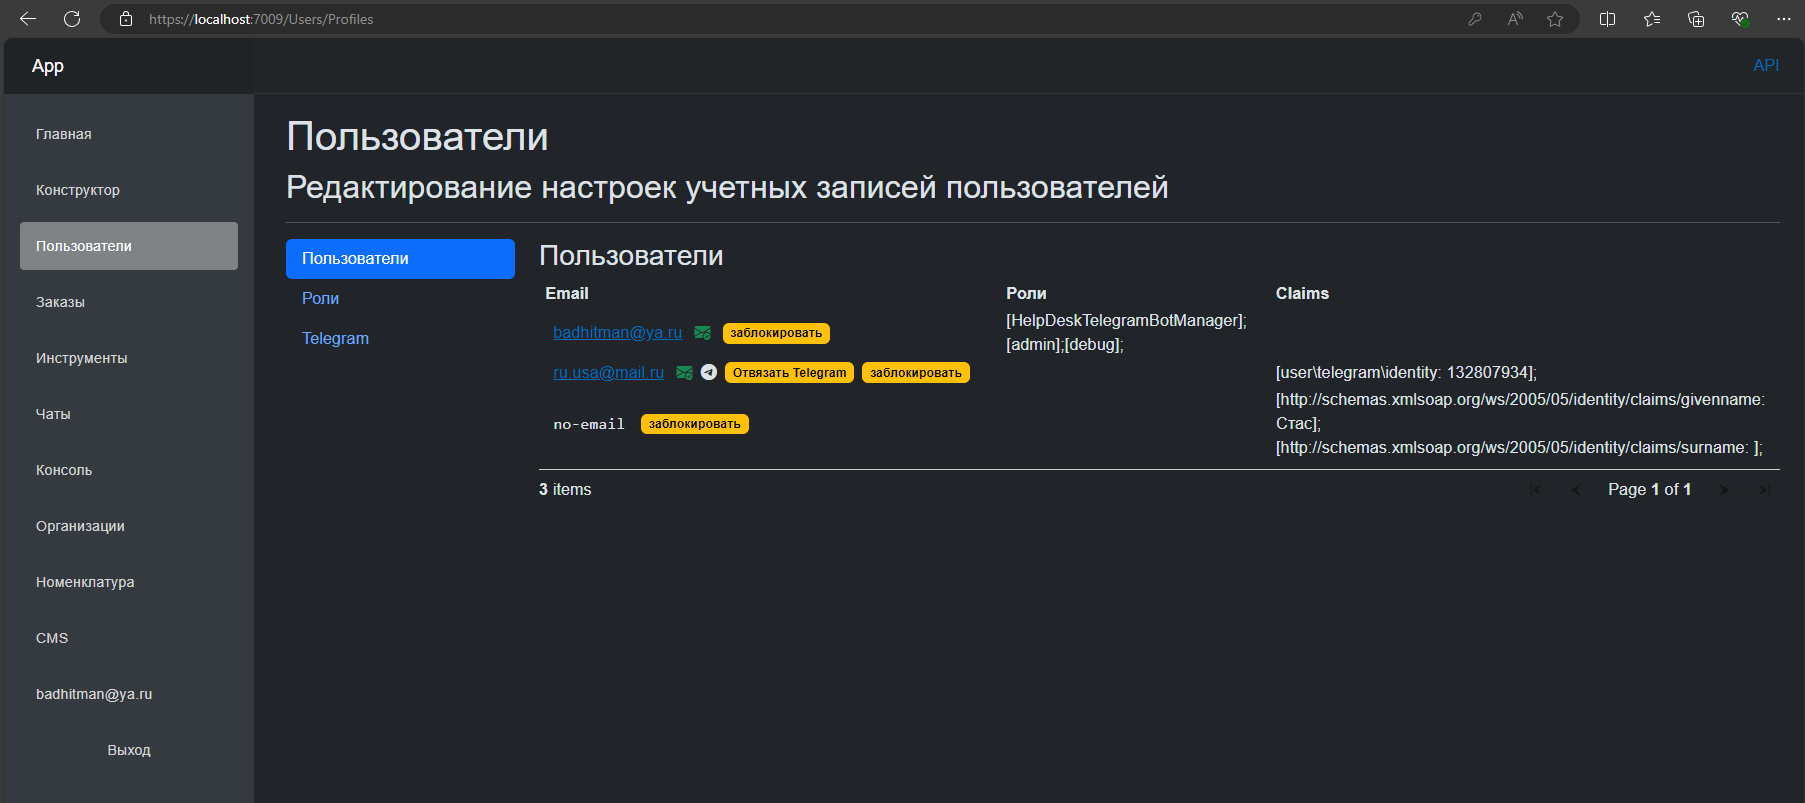 https://localhost:7009/Users/Profiles
App
API
Главная
Конструктор
Пользователи
Заказы
Инструменты
Чаты
Консоль
Организации
Номенклатура
CMS
badhitman@ya.ru
Выход
Пользователи
Редактирование настроек учетных записей пользователей
Пользователи
Роли
Telegram
Пользователи
Email Роли Claims
badhitman@ya.ru заблокировать [HelpDeskTelegramBotManager];
[admin];[debug];
ru.usa@mail.ru Отвязать Telegram заблокировать [user\telegram\identity: 132807934];
no-email заблокировать [http://schemas.xmlsoap.org/ws/2005/05/identity/claims/givenname:
Стас];
[http://schemas.xmlsoap.org/ws/2005/05/identity/claims/surname: ];
3 items Page 1 of 1